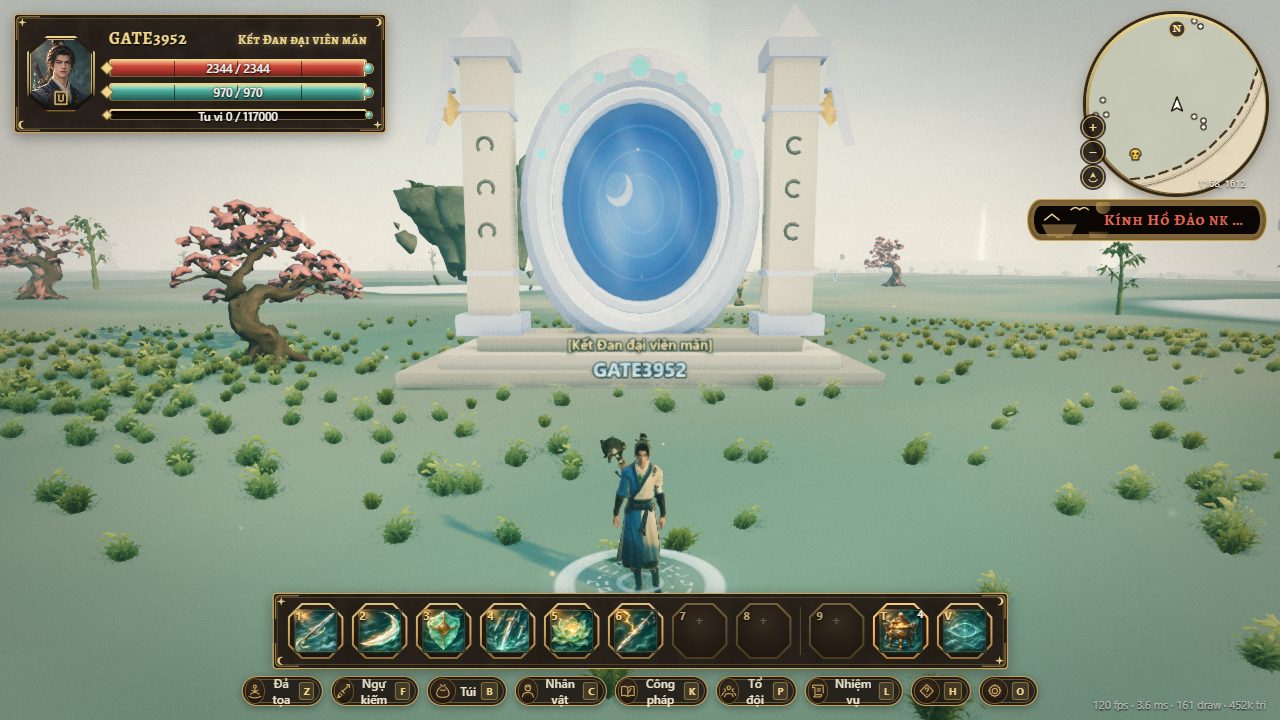 GATE3952
Kết Đan đại viên mãn
2344 / 2344
970 / 970
U
Tu vi 0 / 117000
N
+
−
1168, 1612
Kính Hồ Đảo NK ...
[Kết Đan đại viên mãn]
GATE3952
1
2
3
4
5
6
7
8
9
4
V
Đả tọa Z
Ngự kiếm F
Túi B
Nhân vật C
Công pháp K
Tổ đội P
Nhiệm vụ L
H
O
120 fps · 3.6 ms · 161 draw · 452k tri